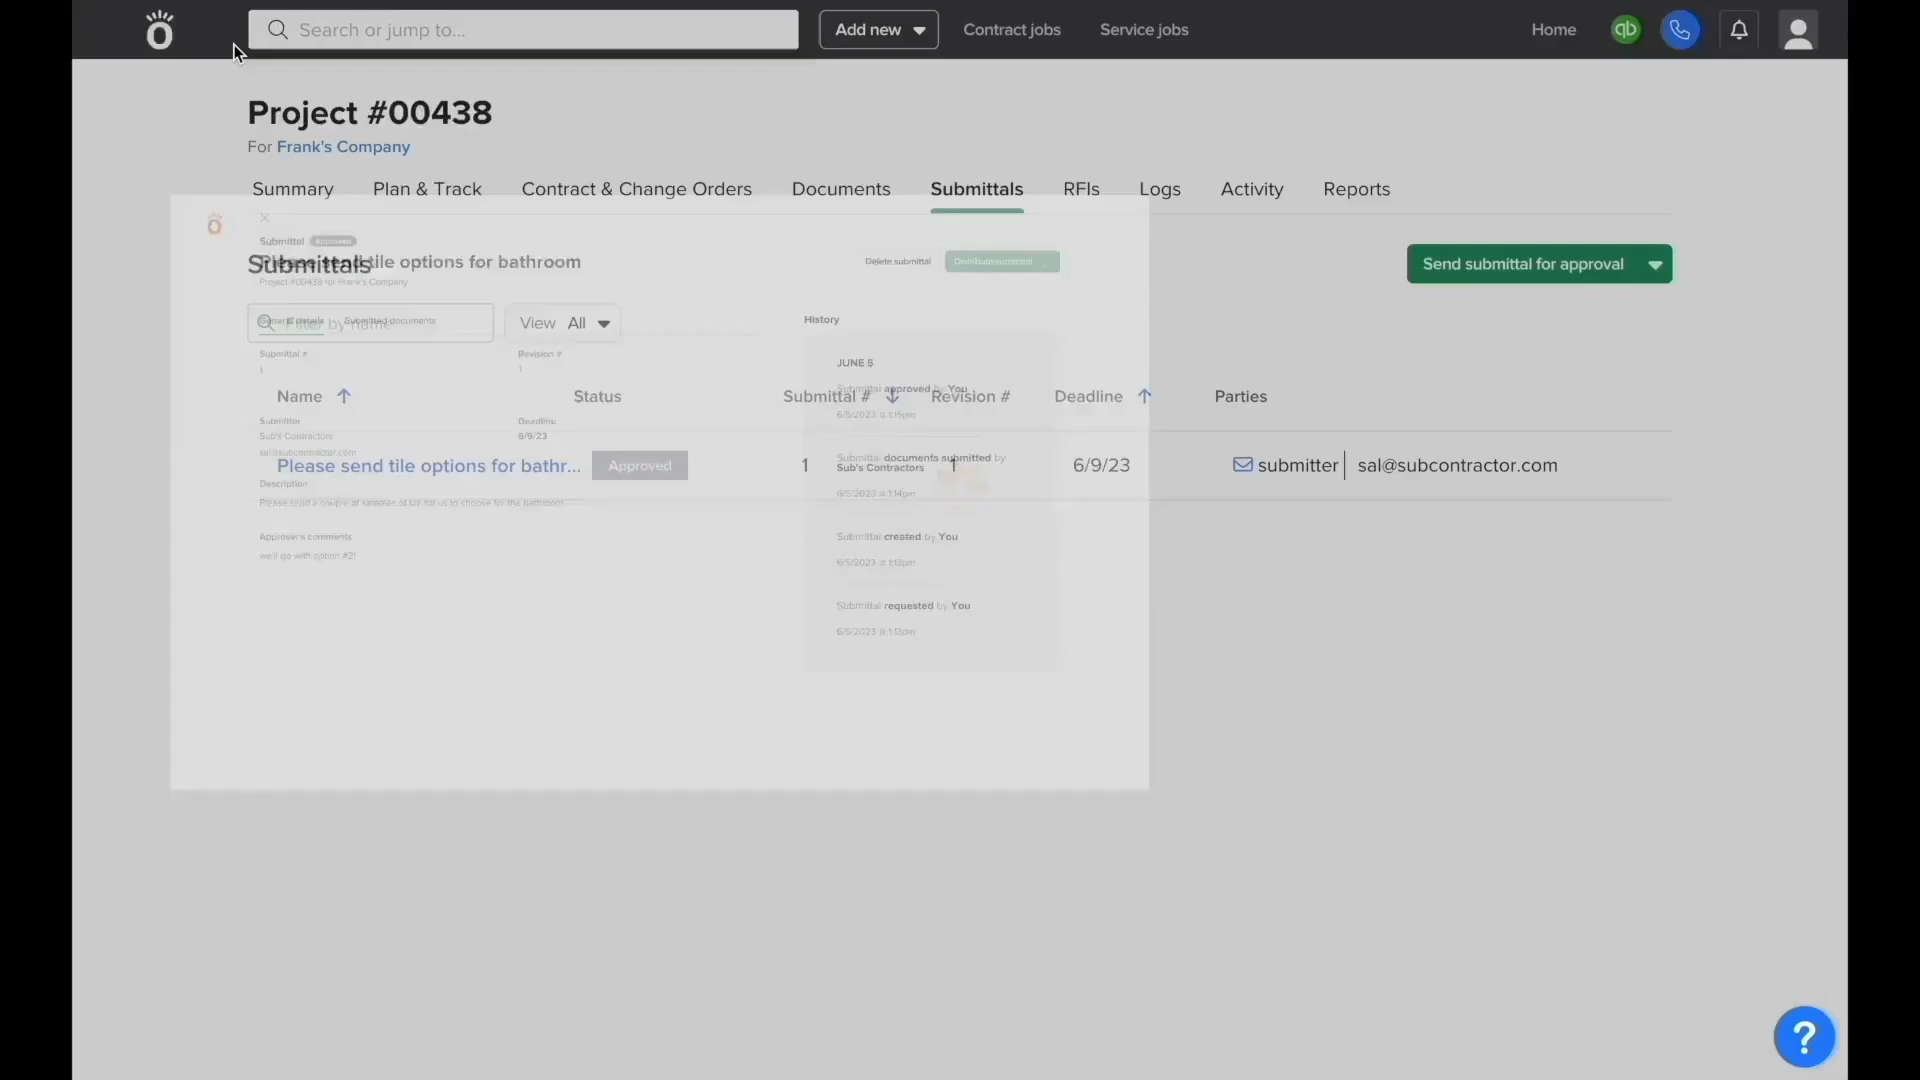 Search or jump to...
Add new
Contract jobs
Service jobs
Home
qb
Project #00438
For Frank's Company
Summary
Plan & Track
Contract & Change Orders
Documents
Submittals
RFIs
Logs
Activity
Reports
Submittal Approved
Please send tile options for bathroom
Project #00438 for Frank's Company
Delete submittal
Distribute submittal
Submittals
Send submittal for approval
General details
Submitted documents
Filter by name
View All
History
Submittal #
1
Revision #
1
JUNE 5
Submittal approved by You
6/5/2023 @ 1:15pm
Name
Status
Submittal #
Revision #
Deadline
Parties
Submitter
Sub's Contractors
sal@subcontractor.com
Deadline
6/9/23
Submittal documents submitted by
Sub's Contractors
6/5/2023 @ 1:14pm
Please send tile options for bathr...
Approved
1
1
6/9/23
submitter
sal@subcontractor.com
Description
Please send a couple of samples of tile for us to choose for the bathroom
Approver's comments
we'll go with option #2!
Submittal created by You
6/5/2023 @ 1:13pm
Submittal requested by You
6/5/2023 @ 1:13pm
?